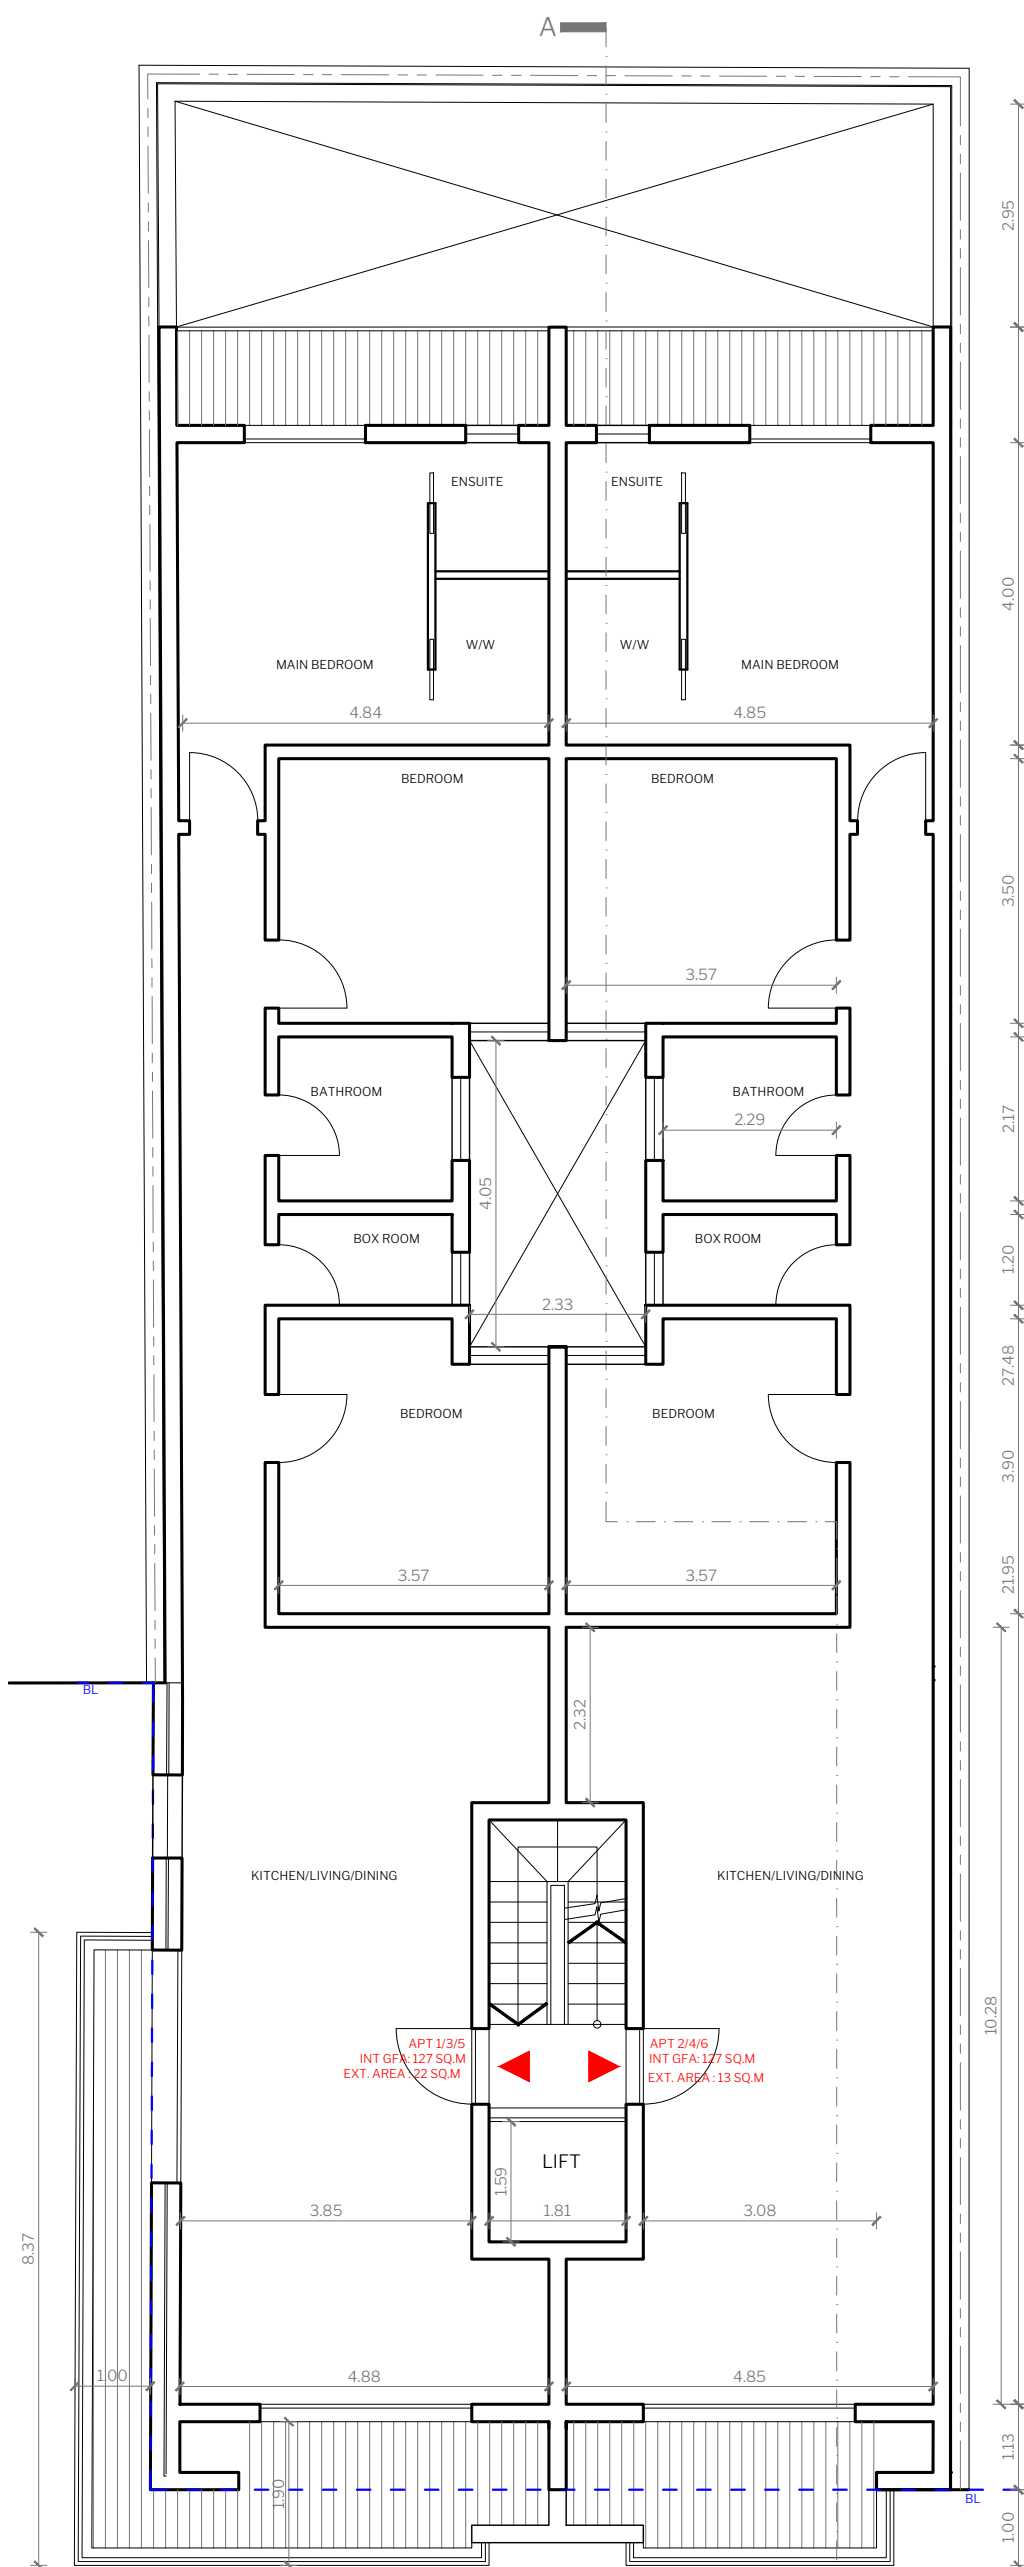 A
2.95
ENSUITE
ENSUITE
4.00
W/W
W/W
MAIN BEDROOM
MAIN BEDROOM
4.84
4.85
BEDROOM
BEDROOM
3.50
3.57
BATHROOM
BATHROOM
2.17
2.29
4.05
BOX ROOM
BOX ROOM
1.20
2.33
27.48
BEDROOM
BEDROOM
3.90
3.57
3.57
21.95
BL
2.32
KITCHEN/LIVING/DINING
KITCHEN/LIVING/DINING
10.28
APT 1/3/5
INT GFA: 127 SQ.M
EXT. AREA : 22 SQ.M
APT 2/4/6
INT GFA: 127 SQ.M
EXT. AREA : 13 SQ.M
LIFT
1.59
3.85
1.81
3.08
8.37
1.00
4.88
4.85
1.13
1.90
BL
1.00